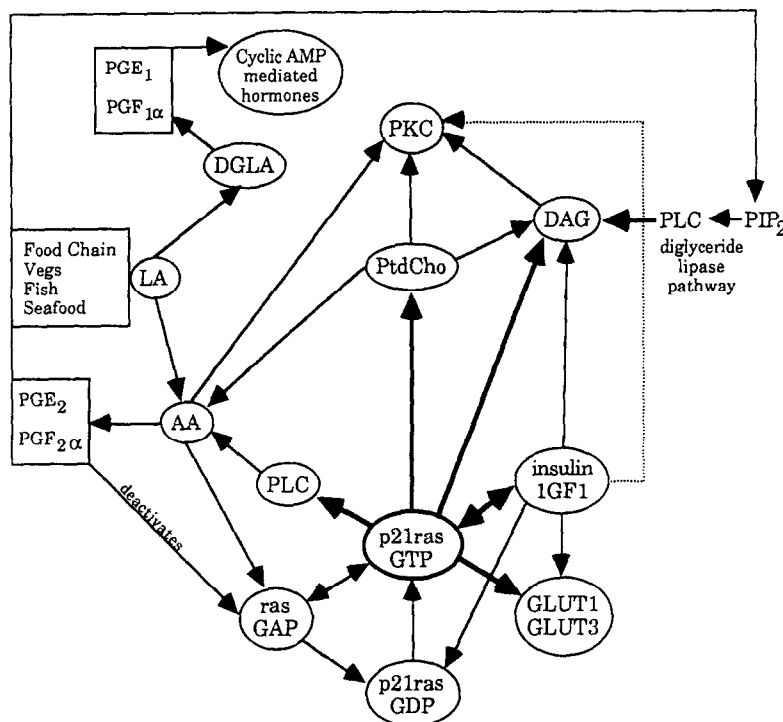 PGE1
PGF1α
Cyclic AMP
mediated
hormones
DGLA
PKC
DAG
PLC
PIP2
diglyceride
lipase
pathway
Food Chain
Vegs
Fish
Seafood
LA
PtdCho
PGE2
PGF2α
AA
PLC
insulin
1GF1
deactivates
p21ras
GTP
ras
GAP
GLUT1
GLUT3
p21ras
GDP